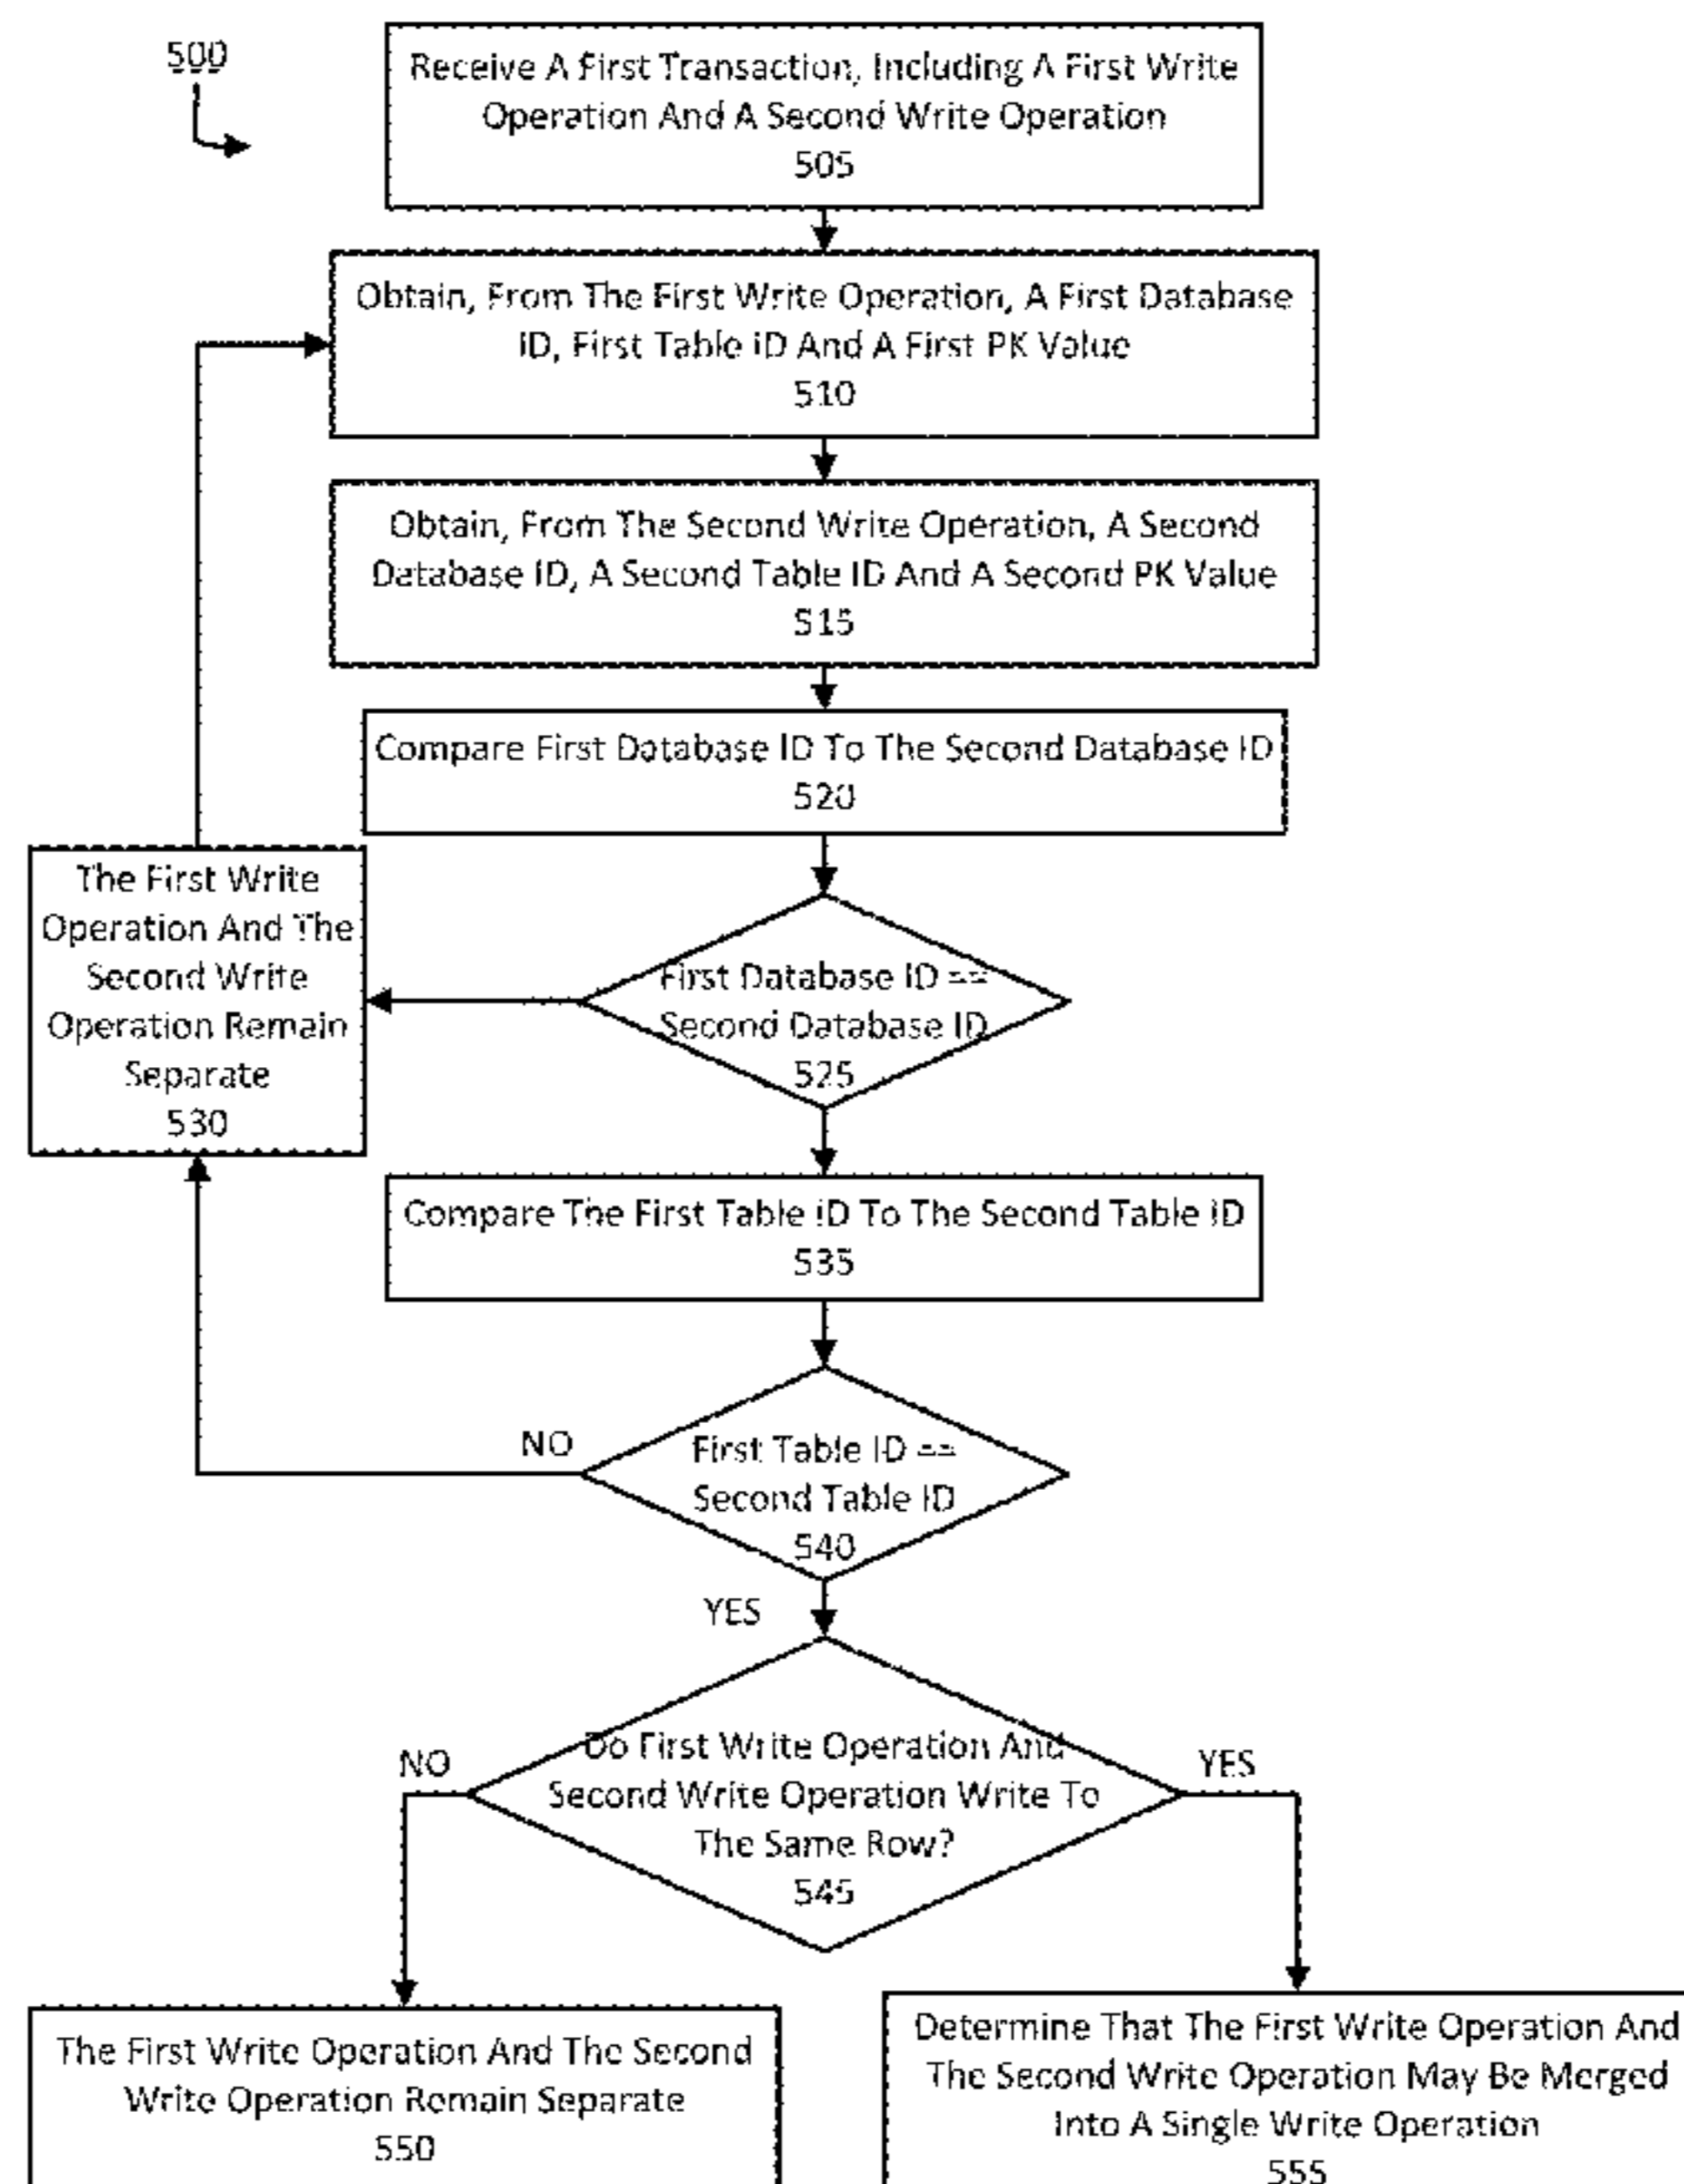 500
Receive A First Transaction, Including A First Write
Operation And A Second Write Operation
505
Obtain, From The First Write Operation, A First Database
ID, First Table ID And A First PK Value
510
Obtain, From The Second Write Operation, A Second
Database ID, A Second Table ID And A Second PK Value
515
Compare First Database ID To The Second Database ID
520
The First Write
Operation And The
Second Write
Operation Remain
Separate
530
First Database ID ==
Second Database ID
525
Compare The First Table ID To The Second Table ID
535
NO
First Table ID ==
Second Table ID
540
YES
NO
Do First Write Operation And
Second Write Operation Write To
The Same Row?
545
YES
The First Write Operation And The Second
Write Operation Remain Separate
550
Determine That The First Write Operation And
The Second Write Operation May Be Merged
Into A Single Write Operation
555